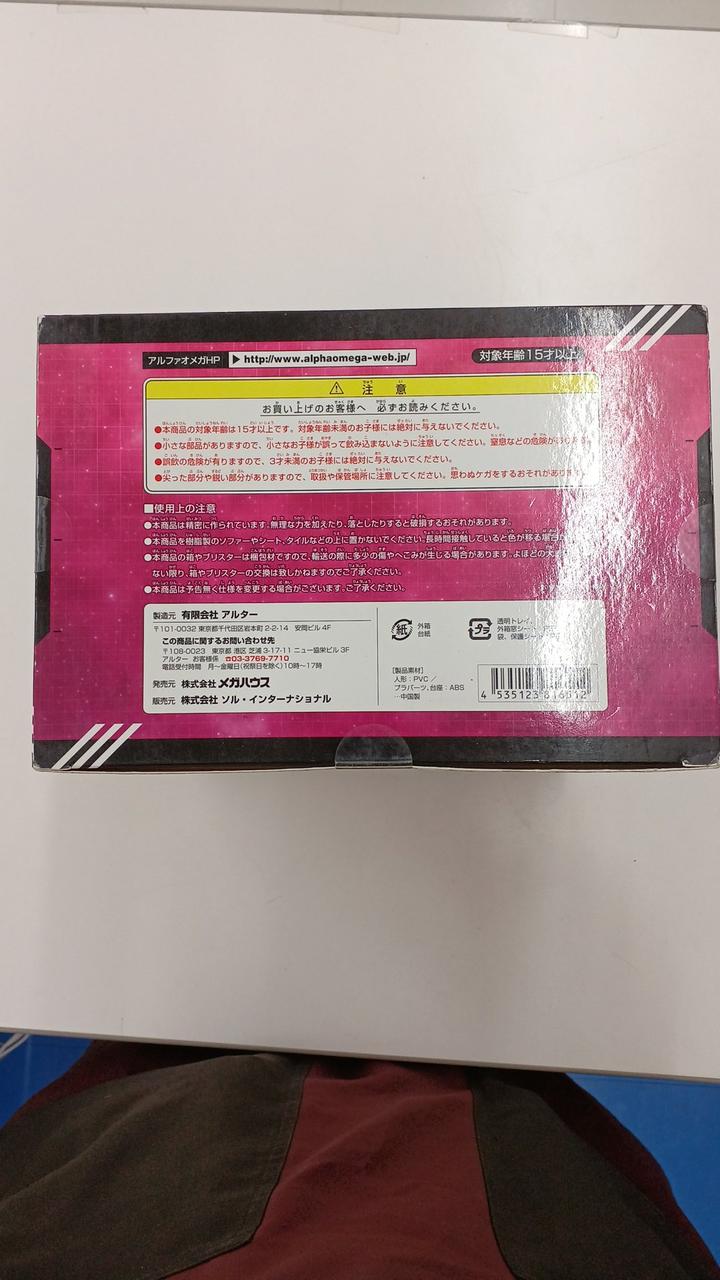 アルファオメガHP ▶http://www.alphaomega-web.jp/ 対象年齢15才以上
⚠ 注意
お買い上げのお客様へ 必ずお読みください。
●本商品の対象年齢は15才以上です。対象年齢未満のお子様には絶対に与えないでください。
●小さな部品がありますので、小さなお子様が誤って飲み込まないように注意してください。窒息などの危険があります。
●誤飲の危険が有りますので、3才未満のお子様には絶対に与えないでください。
●尖った部分や鋭い部分がありますので、取扱や保管場所に注意してください。思わぬケガをするおそれがあります。
■使用上の注意
●本商品は精密に作られています。無理な力を加えたり、落としたりすると破損するおそれがあります。
●本商品を樹脂製のソファーやシート、タイルなどの上に置かないでください。長時間接触していると色が移る場合が
●本商品の箱やブリスターは梱包材ですので、輸送の際に多少の傷やへこみが生じる場合があります。よほどの
ない限り、箱やブリスターの交換は致しかねますのでご了承ください。
●本商品は予告無く仕様を変更する場合がございます。ご了承ください。
製造元 有限会社 アルター
〒101-0032 東京都千代田区岩本町 2-2-14 安岡ビル 4F
この商品に関するお問い合わせ先
〒108-0023 東京都 港区 芝浦 3-17-11 ニュー協栄ビル 3F
アルター お客様係 ☎03-3769-7710
電話受付時間 月〜金曜日(祝祭日を除く)10時〜17時
発売元 株式会社 メガハウス
販売元 株式会社 ソル・インターナショナル
紙 外箱
台紙
プラ 透明トレイ、
外箱窓シート
袋、保護シート
[製品素材]
人形:PVC /
プラパーツ、台座:ABS
…中国製
4 535123 816512